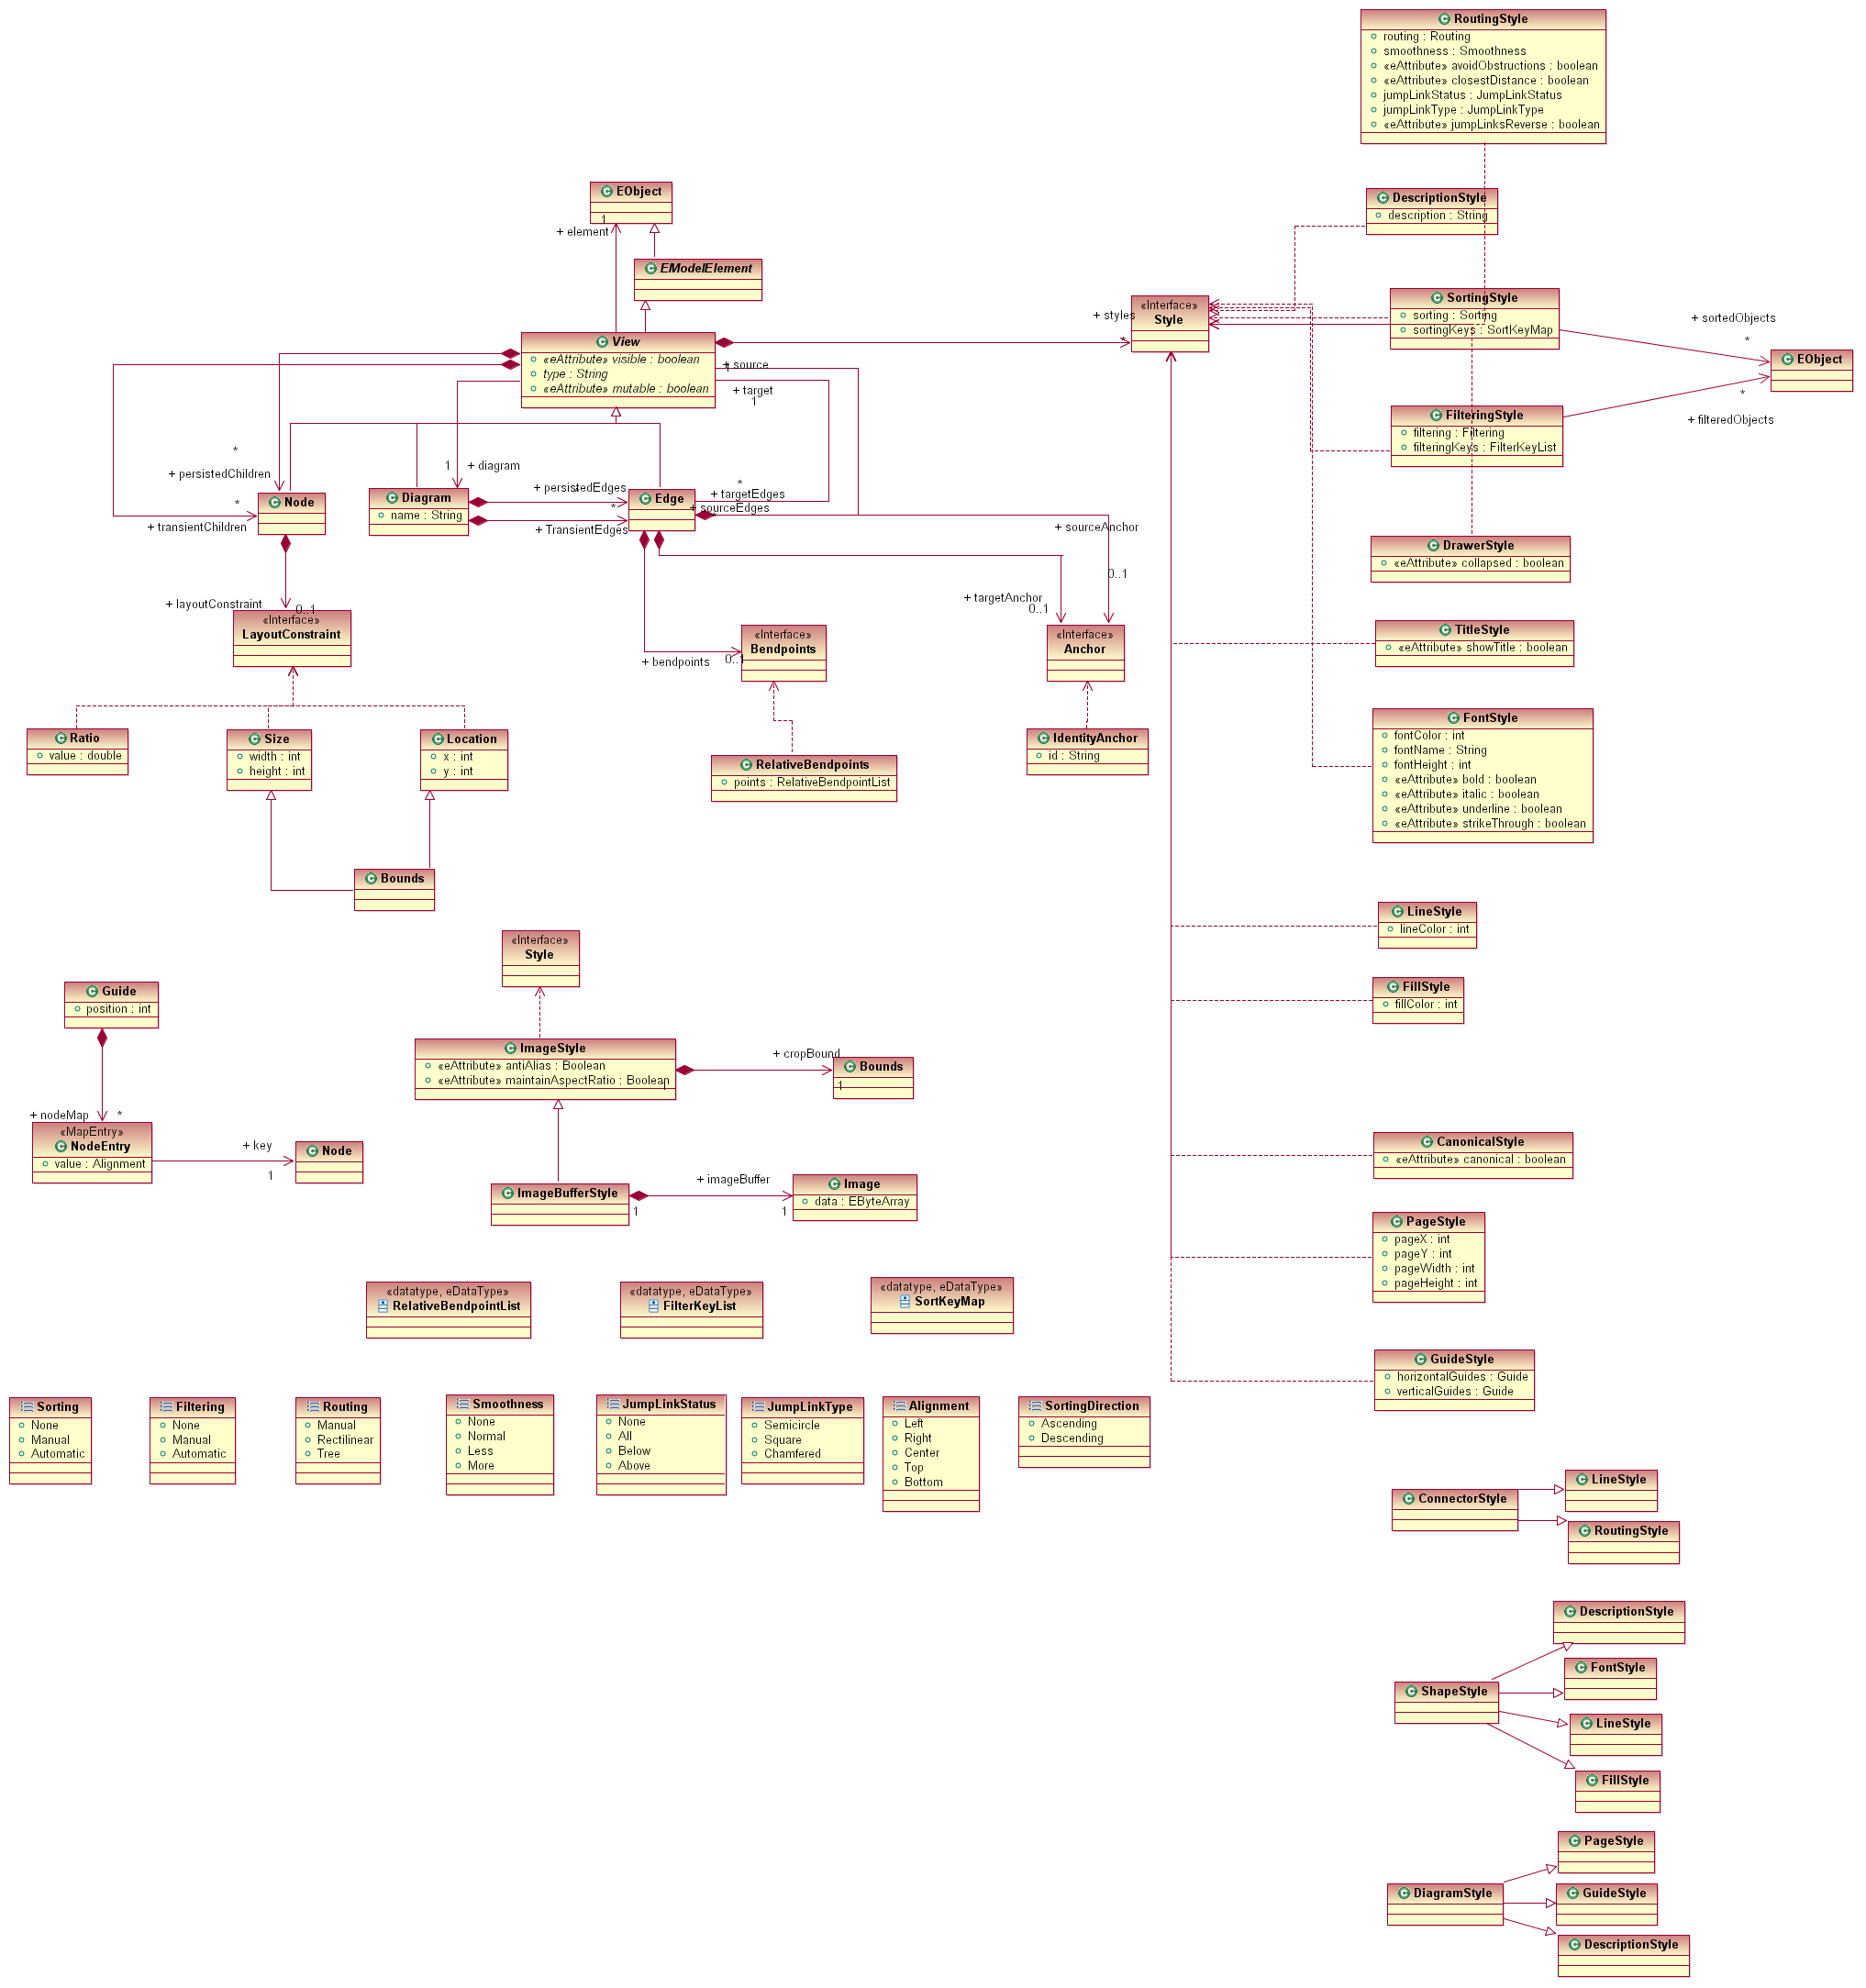 RoutingStyle
routing : Routing
smoothness : Smoothness
«eAttribute» avoidObstructions : boolean
«eAttribute» closestDistance : boolean
jumpLinkStatus : JumpLinkStatus
jumpLinkType : JumpLinkType
«eAttribute» jumpLinksReverse : boolean
EObject
1
+ element
DescriptionStyle
description : String
EModelElement
«Interface»
Style
+ styles
*
SortingStyle
sorting : Sorting
sortingKeys : SortKeyMap
+ sortedObjects
*
EObject
*
+ filteredObjects
View
«eAttribute» visible : boolean
type : String
«eAttribute» mutable : boolean
+ source
1
+ target
1
FilteringStyle
filtering : Filtering
filteringKeys : FilterKeyList
*
+ persistedChildren
1
+ diagram
*
+ transientChildren
Node
Diagram
name : String
+ persistedEdges
*
*
+ TransientEdges
Edge
*
+ targetEdges
+ sourceEdges
*
+ sourceAnchor
0..1
DrawerStyle
«eAttribute» collapsed : boolean
+ layoutConstraint
0..1
«Interface»
LayoutConstraint
+ targetAnchor
0..1
+ bendpoints
0..1
«Interface»
Bendpoints
«Interface»
Anchor
TitleStyle
«eAttribute» showTitle : boolean
Ratio
value : double
Size
width : int
height : int
Location
x : int
y : int
RelativeBendpoints
points : RelativeBendpointList
IdentityAnchor
id : String
FontStyle
fontColor : int
fontName : String
fontHeight : int
«eAttribute» bold : boolean
«eAttribute» italic : boolean
«eAttribute» underline : boolean
«eAttribute» strikeThrough : boolean
Bounds
LineStyle
lineColor : int
«Interface»
Style
Guide
position : int
FillStyle
fillColor : int
ImageStyle
«eAttribute» antiAlias : Boolean
«eAttribute» maintainAspectRatio : Boolean
1
+ cropBound
1
Bounds
+ nodeMap
*
«MapEntry»
NodeEntry
value : Alignment
+ key
1
Node
CanonicalStyle
«eAttribute» canonical : boolean
ImageBufferStyle
1
+ imageBuffer
1
Image
data : EByteArray
PageStyle
pageX : int
pageY : int
pageWidth : int
pageHeight : int
«datatype, eDataType»
RelativeBendpointList
«datatype, eDataType»
FilterKeyList
«datatype, eDataType»
SortKeyMap
GuideStyle
horizontalGuides : Guide
verticalGuides : Guide
Sorting
None
Manual
Automatic
Filtering
None
Manual
Automatic
Routing
Manual
Rectilinear
Tree
Smoothness
None
Normal
Less
More
JumpLinkStatus
None
All
Below
Above
JumpLinkType
Semicircle
Square
Chamfered
Alignment
Left
Right
Center
Top
Bottom
SortingDirection
Ascending
Descending
ConnectorStyle
LineStyle
RoutingStyle
ShapeStyle
DescriptionStyle
FontStyle
LineStyle
FillStyle
DiagramStyle
PageStyle
GuideStyle
DescriptionStyle